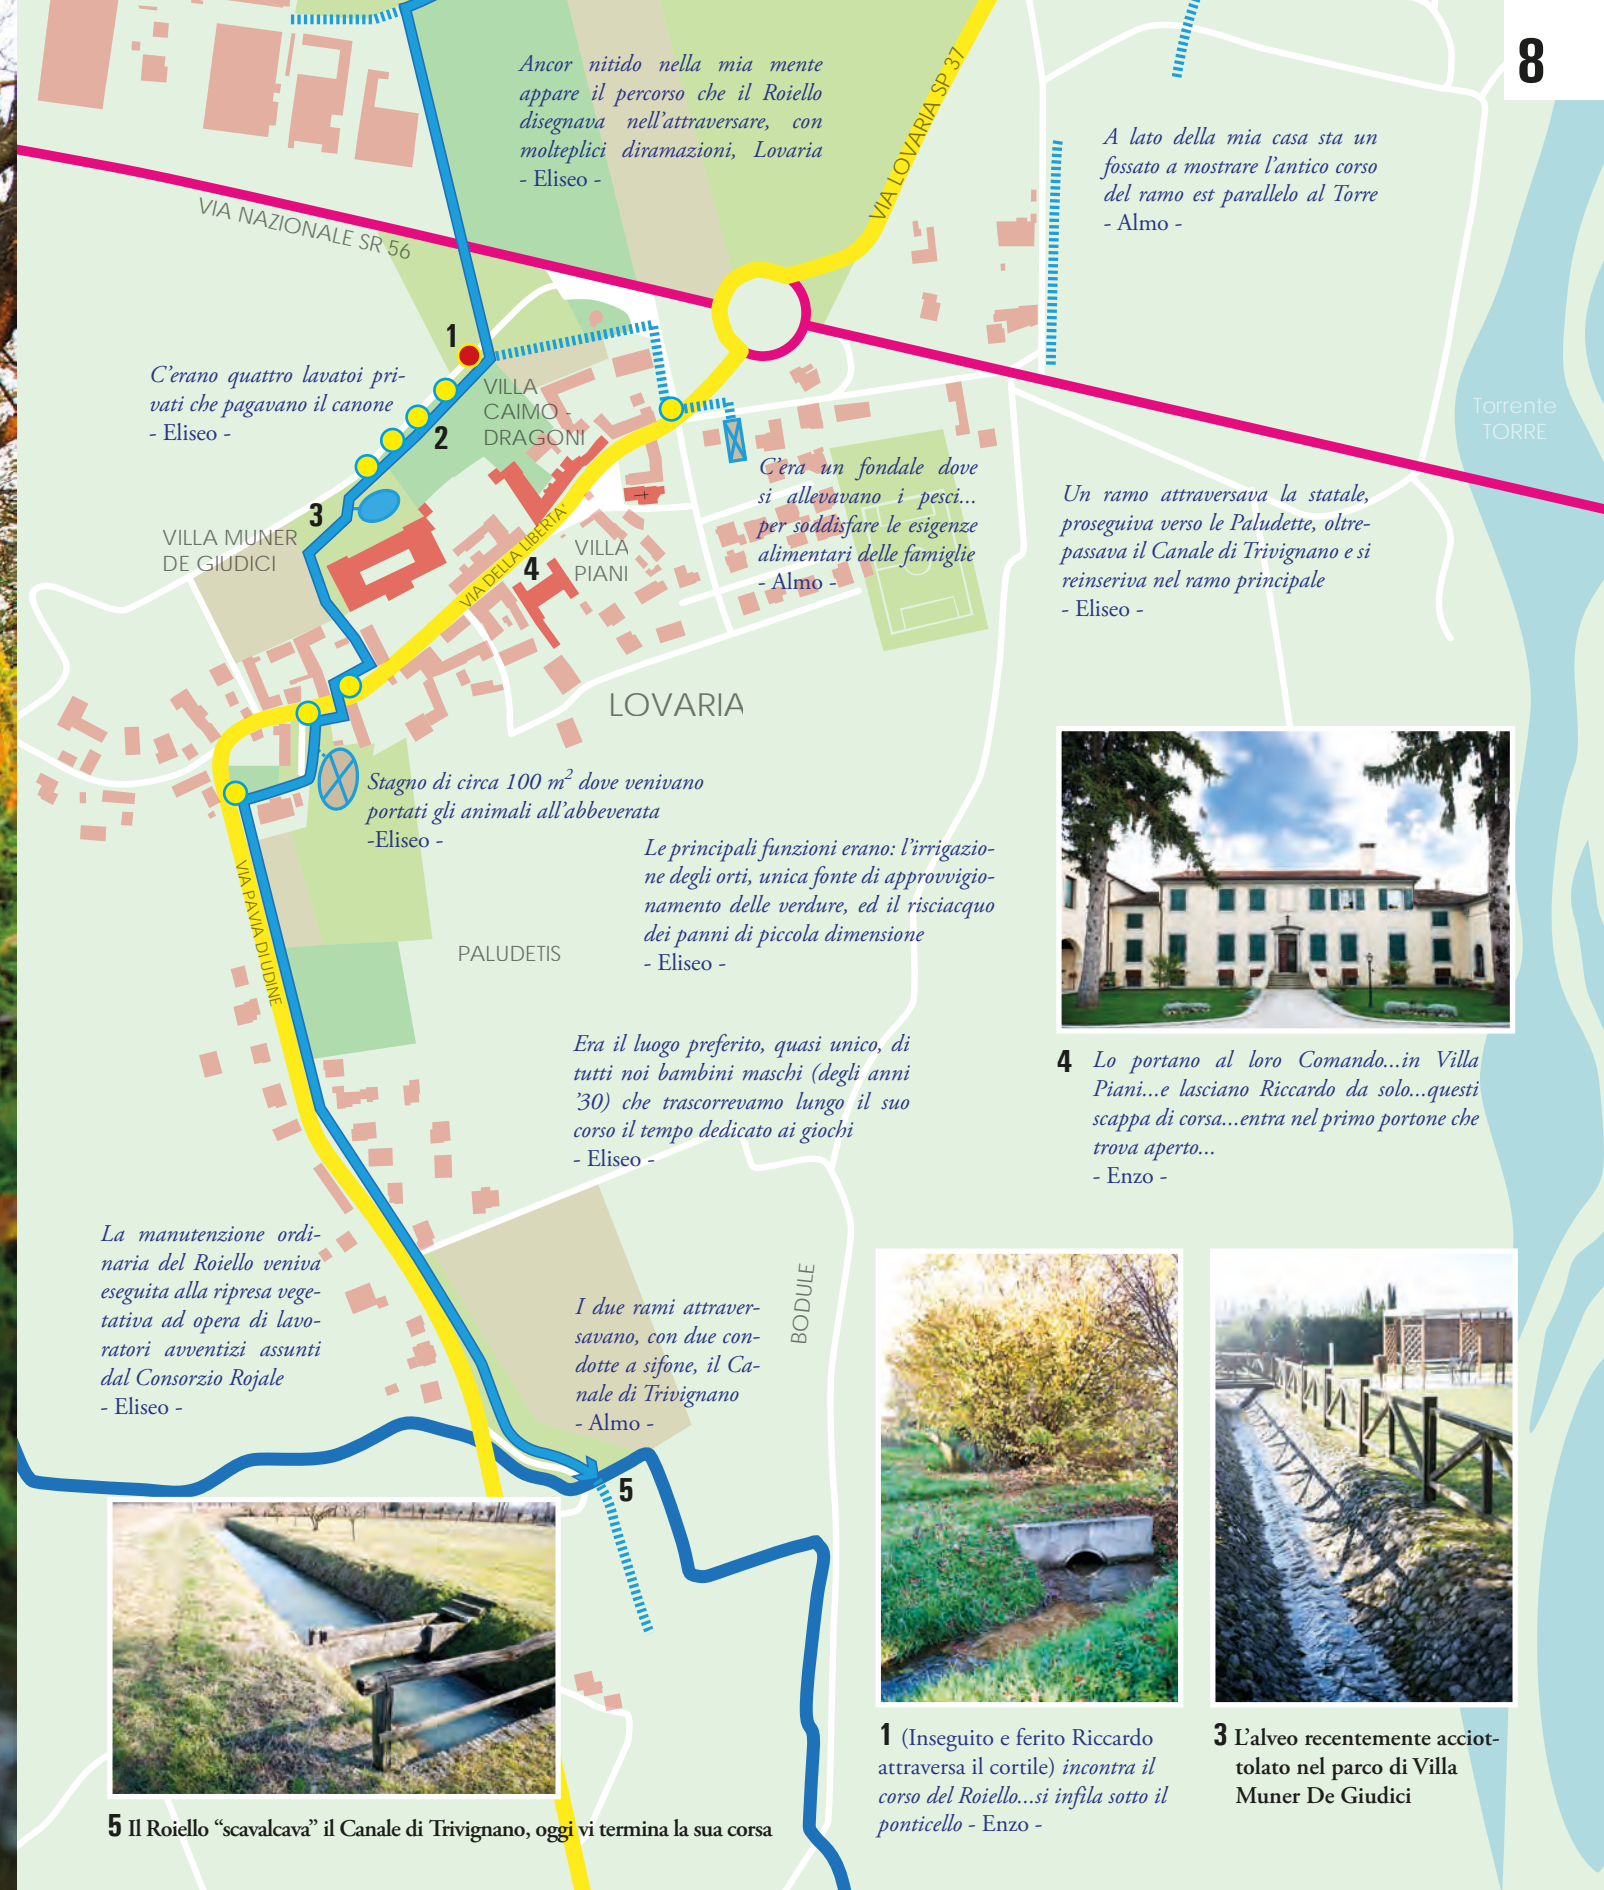 8
Ancor nitido nella mia mente
appare il percorso che il Roiello
disegnava nell'attraversare, con
molteplici diramazioni, Lovaria
- Eliseo -
VIA LOVARIA SP 37
A lato della mia casa sta un
fossato a mostrare l'antico corso
del ramo est parallelo al Torre
- Almo -
VIA NAZIONALE SR 56
1
C'erano quattro lavatoi pri-
vati che pagavano il canone
- Eliseo -
VILLA
CAIMO -
DRAGONI
2
Torrente
TORRE
C'era un fondale dove
si allevavano i pesci...
per soddisfare le esigenze
alimentari delle famiglie
- Almo -
Un ramo attraversava la statale,
proseguiva verso le Paludette, oltre-
passava il Canale di Trivignano e si
reinseriva nel ramo principale
- Eliseo -
3
VILLA MUNER
DE GIUDICI
VIA DELLA LIBERTA'
4
VILLA
PIANI
LOVARIA
Stagno di circa 100 m² dove venivano
portati gli animali all'abbeverata
-Eliseo -
VIA PAVIA DI UDINE
Le principali funzioni erano: l'irrigazio-
ne degli orti, unica fonte di approvvigio-
namento delle verdure, ed il risciacquo
dei panni di piccola dimensione
- Eliseo -
PALUDETIS
Era il luogo preferito, quasi unico, di
tutti noi bambini maschi (degli anni
'30) che trascorrevamo lungo il suo
corso il tempo dedicato ai giochi
- Eliseo -
4 Lo portano al loro Comando...in Villa
Piani...e lasciano Riccardo da solo...questi
scappa di corsa...entra nel primo portone che
trova aperto...
- Enzo -
La manutenzione ordi-
naria del Roiello veniva
eseguita alla ripresa vege-
tativa ad opera di lavo-
ratori avventizi assunti
dal Consorzio Rojale
- Eliseo -
BODULE
I due rami attraver-
savano, con due con-
dotte a sifone, il Ca-
nale di Trivignano
- Almo -
5
1 (Inseguito e ferito Riccardo
attraversa il cortile) incontra il
corso del Roiello...si infila sotto il
ponticello - Enzo -
3 L'alveo recentemente acciot-
tolato nel parco di Villa
Muner De Giudici
5 Il Roiello “scavalcava” il Canale di Trivignano, oggi vi termina la sua corsa